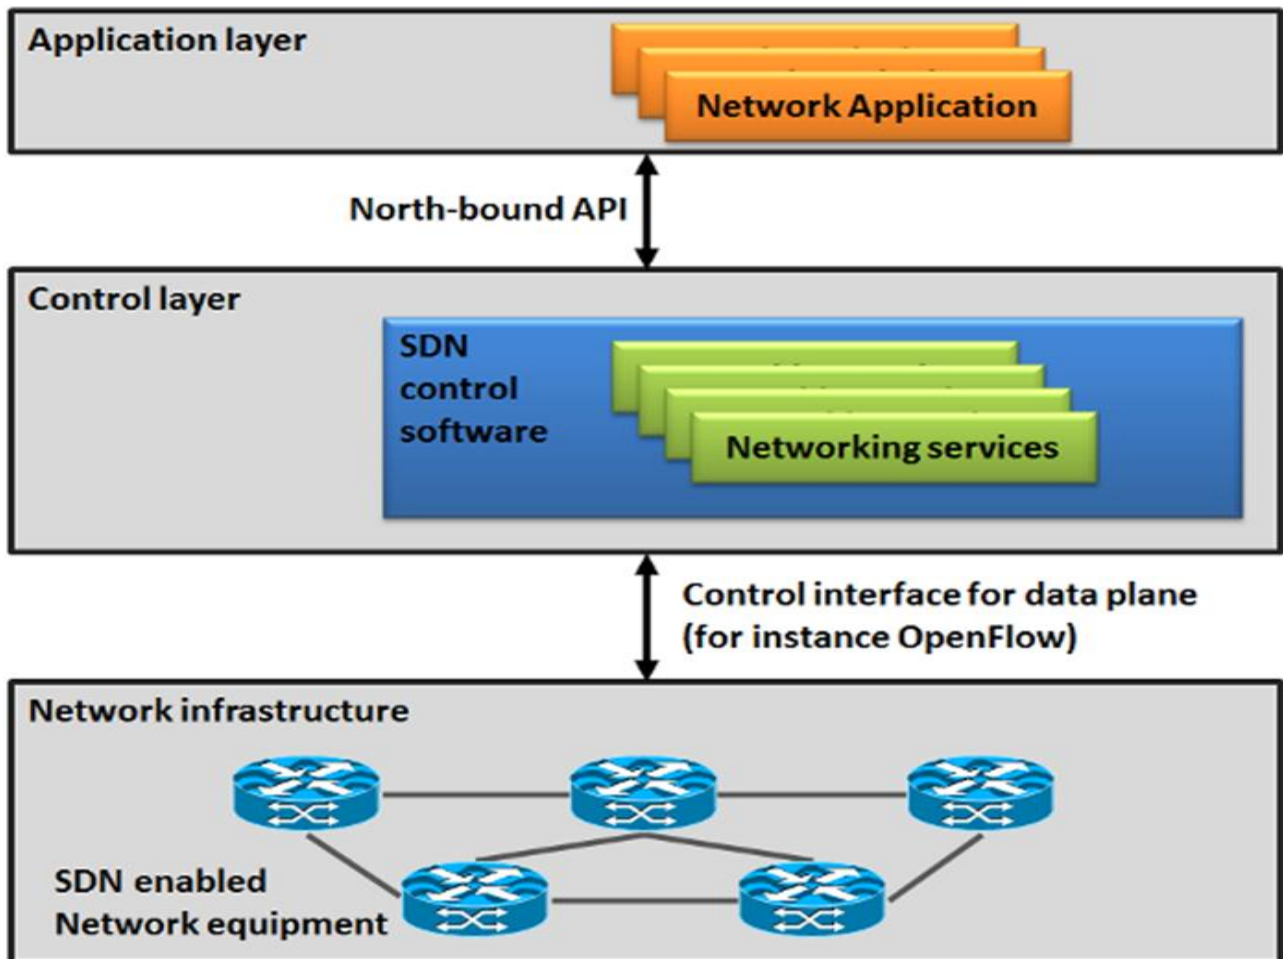 Application layer
Network Application
North-bound API
Control layer
SDN
control
software
Networking services
Control interface for data plane
(for instance OpenFlow)
Network infrastructure
SDN enabled
Network equipment